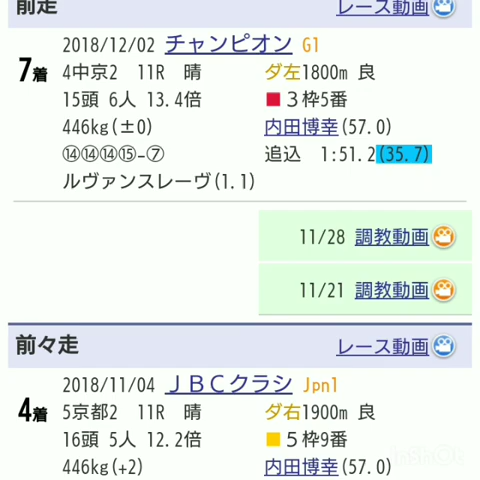 前走 レース動画
2018/12/02 チャンピオン G1
7着 4中京2 11R 晴 ダ左1800m 良
15頭 6人 13.4倍 ■3枠5番
446kg(±0) 内田博幸(57.0)
⑭⑭⑭⑮-⑦ 追込 1:51.2(35.7)
ルヴァンスレーヴ(1.1)
11/28 調教動画
11/21 調教動画
前々走 レース動画
2018/11/04 ＪＢＣクラシ Jpn1
4着 5京都2 11R 晴 ダ右1900m 良
16頭 5人 12.2倍 ■5枠9番
446kg(+2) 内田博幸(57.0)